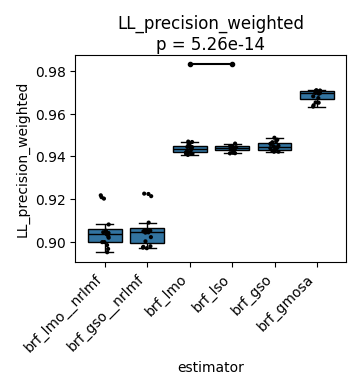 LL_precision_weighted
p = 5.26e-14
LL_precision_weighted
0.98
0.96
0.94
0.92
0.90
brf_lmo__nrlmf
brf_gso__nrlmf
brf_lmo
brf_lso
brf_gso
brf_gmosa
estimator